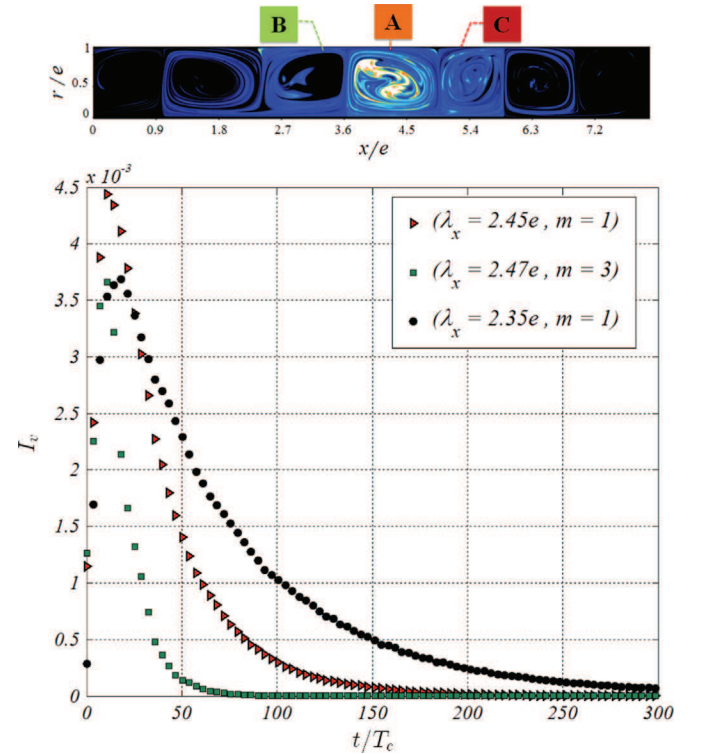 B A C
1
0.5
0
r/e
0 0.9 1.8 2.7 3.6 4.5 5.4 6.3 7.2
x/e
x 10⁻³
4.5
4
3.5
3
2.5
2
1.5
1
0.5
0
I_v
(λ_x = 2.45e , m = 1)
(λ_x = 2.47e , m = 3)
(λ_x = 2.35e , m = 1)
0 50 100 150 200 250 300
t/T_c